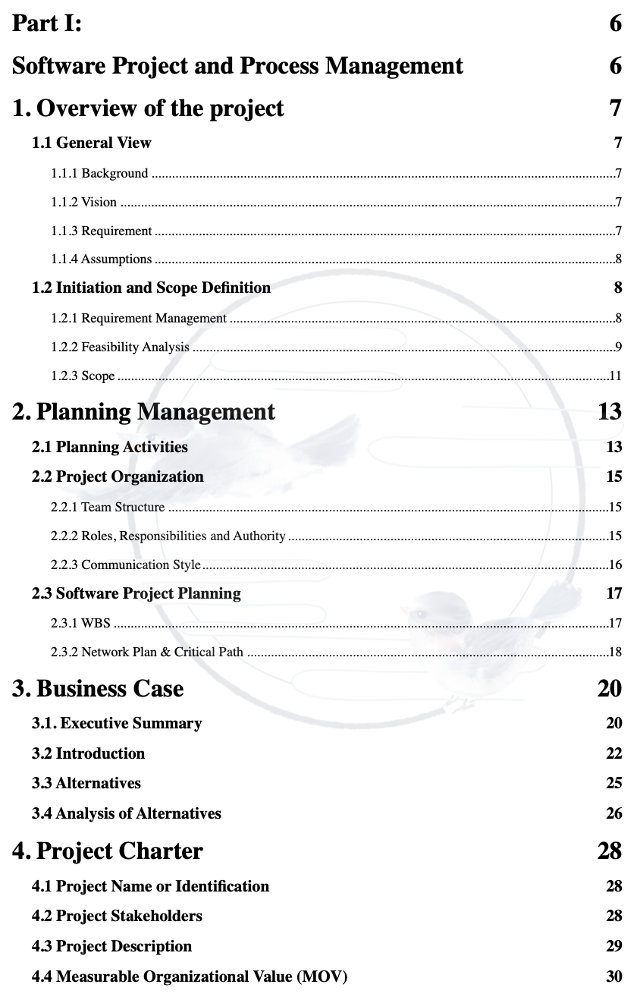 Part I: 6
Software Project and Process Management 6
1. Overview of the project 7
1.1 General View 7
1.1.1 Background ........................................................................................................................................7
1.1.2 Vision .................................................................................................................................................7
1.1.3 Requirement .......................................................................................................................................7
1.1.4 Assumptions .......................................................................................................................................8
1.2 Initiation and Scope Definition 8
1.2.1 Requirement Management .................................................................................................................8
1.2.2 Feasibility Analysis ............................................................................................................................9
1.2.3 Scope ................................................................................................................................................11
2. Planning Management 13
2.1 Planning Activities 13
2.2 Project Organization 15
2.2.1 Team Structure .................................................................................................................................15
2.2.2 Roles, Responsibilities and Authority ..............................................................................................15
2.2.3 Communication Style .......................................................................................................................16
2.3 Software Project Planning 17
2.3.1 WBS .................................................................................................................................................17
2.3.2 Network Plan & Critical Path ..........................................................................................................18
3. Business Case 20
3.1. Executive Summary 20
3.2 Introduction 22
3.3 Alternatives 25
3.4 Analysis of Alternatives 26
4. Project Charter 28
4.1 Project Name or Identification 28
4.2 Project Stakeholders 28
4.3 Project Description 29
4.4 Measurable Organizational Value (MOV) 30